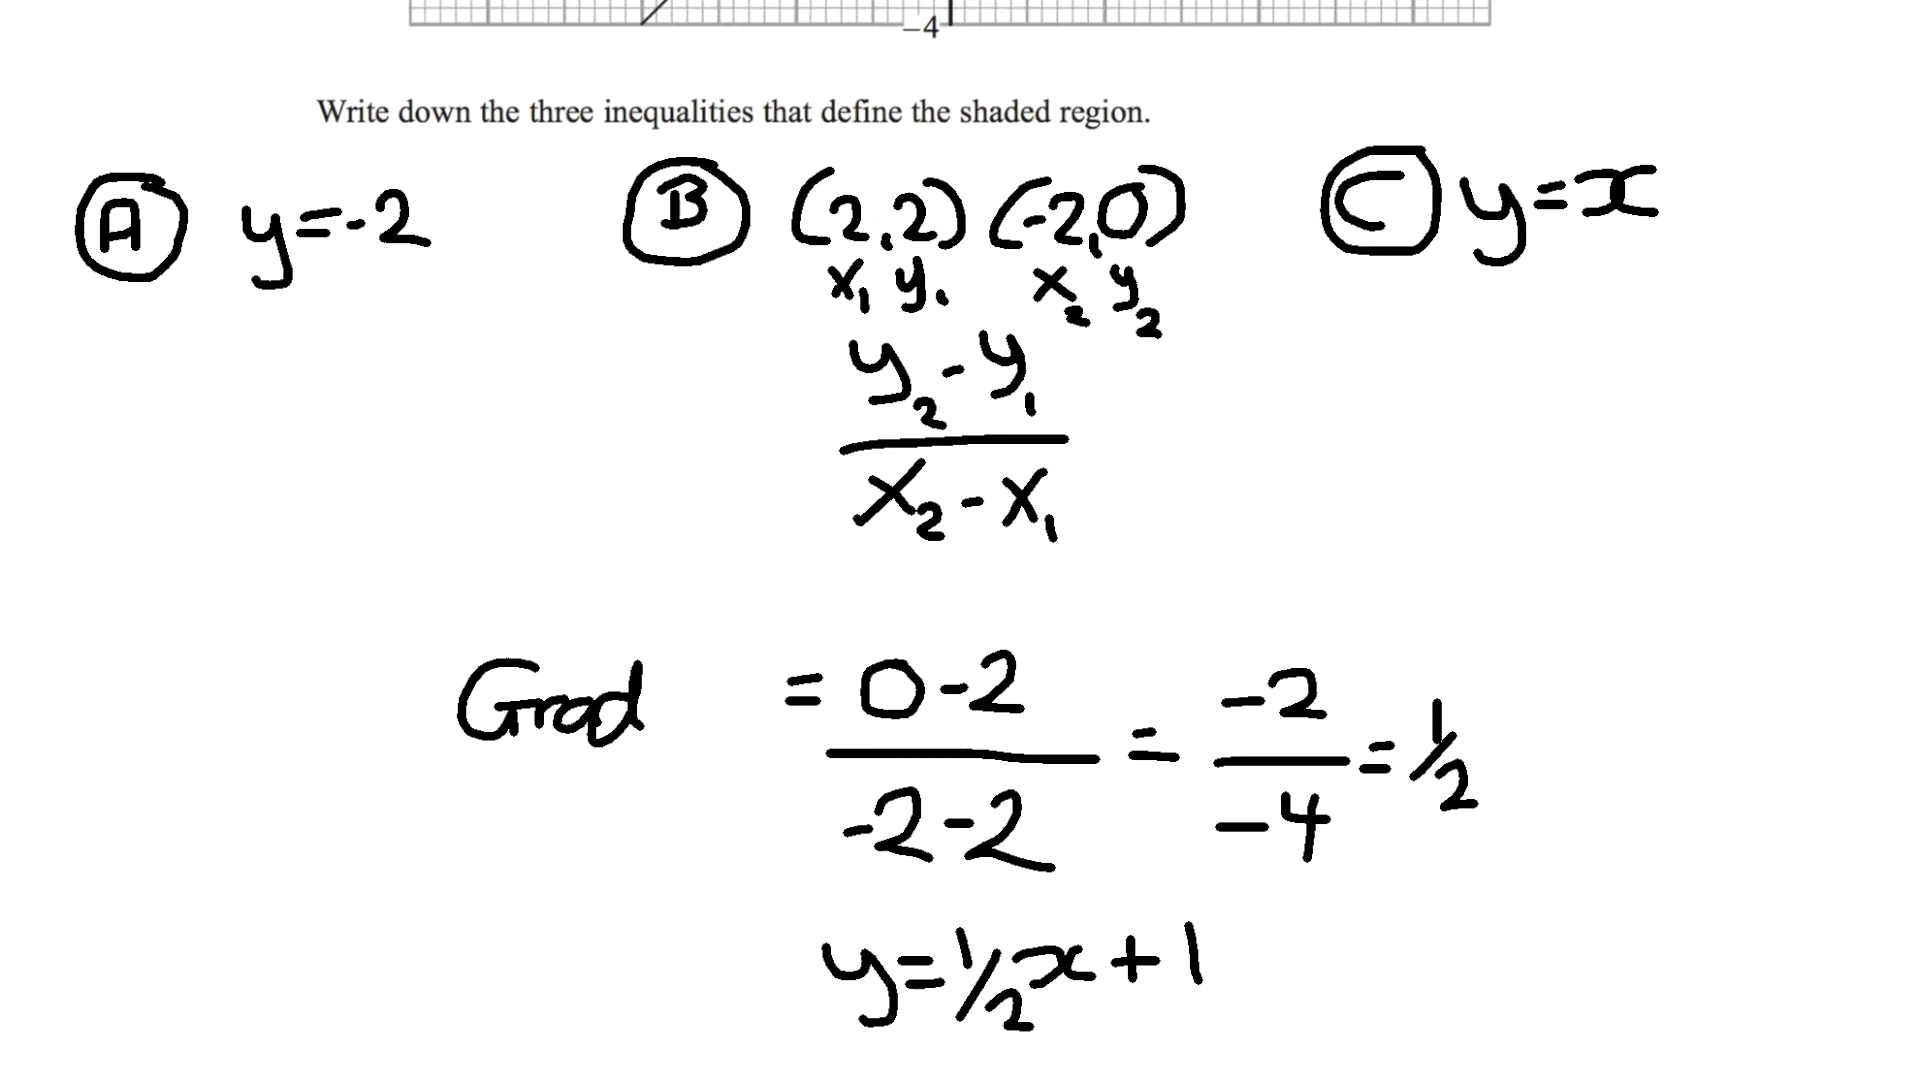 –4
Write down the three inequalities that define the shaded region.
A y=-2 B (2,2) (-2,0) C y=x
x₁ y₁ x₂ y₂
y₂-y₁
x₂-x₁
Grad = 0-2 / -2-2 = -2 / -4 = 1/2
y=1/2x+1